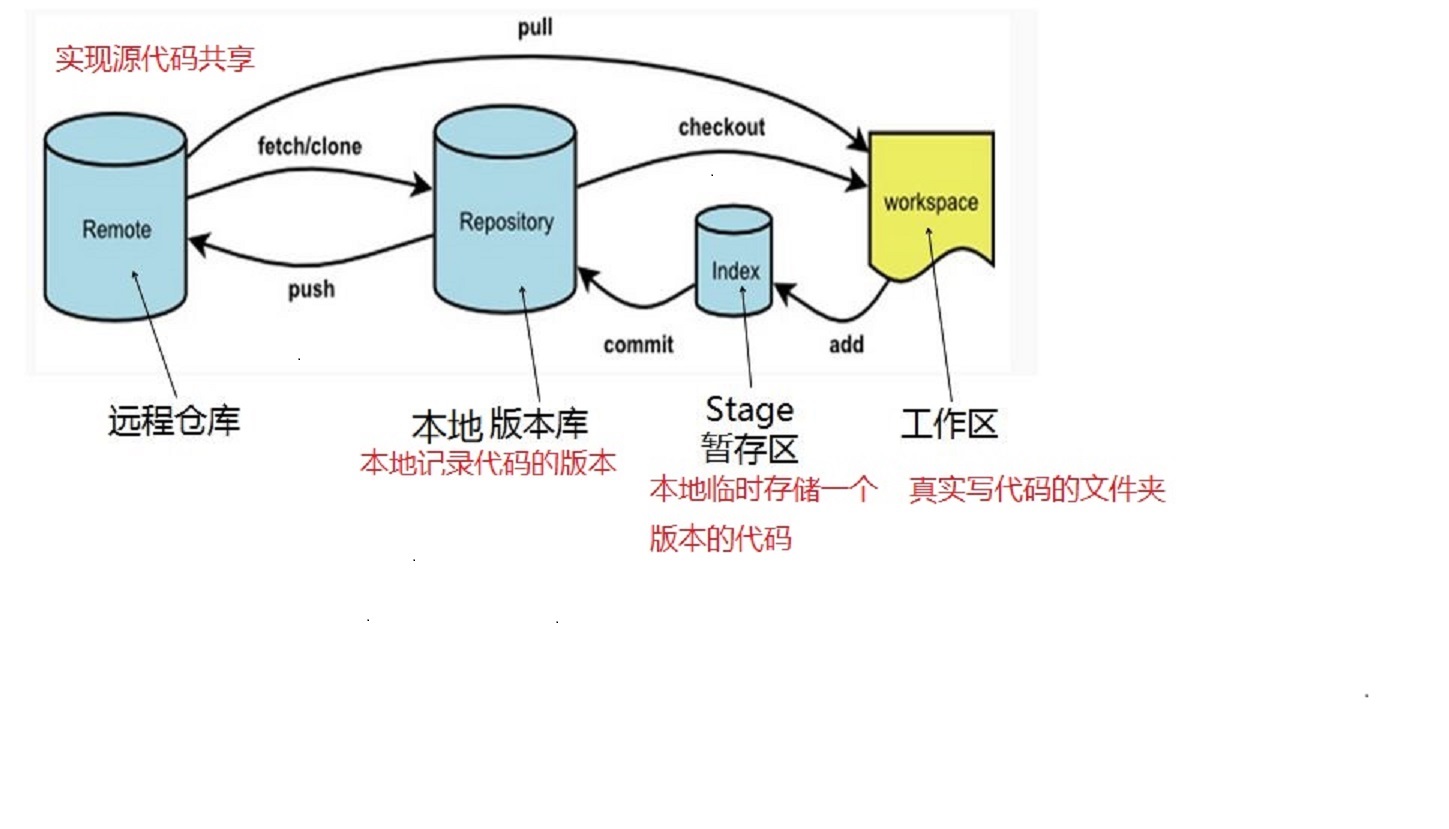 pull
实现源代码共享
checkout
fetch/clone
workspace
Repository
Remote
Index
push
commit
add
远程仓库
本地 版本库
本地记录代码的版本
Stage
暂存区
本地临时存储一个
版本的代码
工作区
真实写代码的文件夹